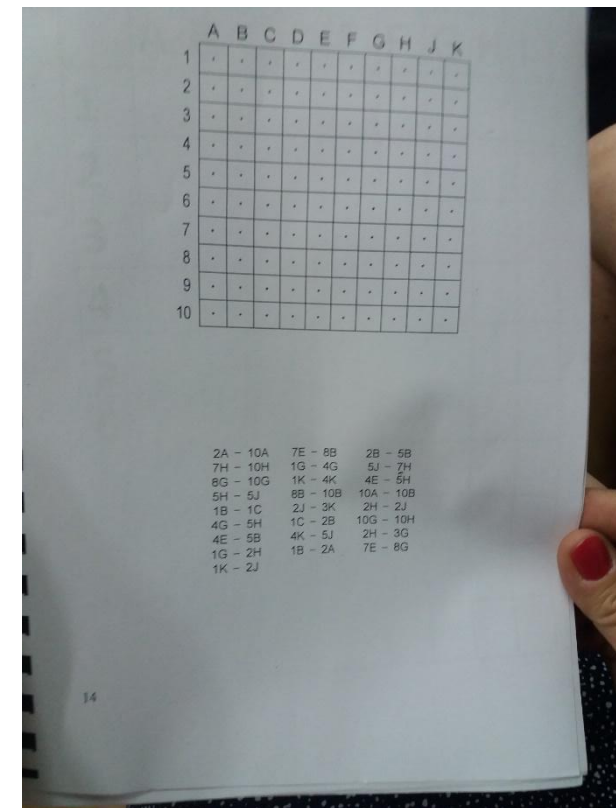 A B C D E F G H J K
1
2
3
4
5
6
7
8
9
10
2A – 10A 7E – 8B 2B – 5B
7H – 10H 1G – 4G 5J – 7H
8G – 10G 1K – 4K 4E – 5H
5H – 5J 8B – 10B 10A – 10B
1B – 1C 2J – 3K 2H – 2J
4G – 5H 1C – 2B 10G – 10H
4E – 5B 4K – 5J 2H – 3G
1G – 2H 1B – 2A 7E – 8G
1K – 2J
14